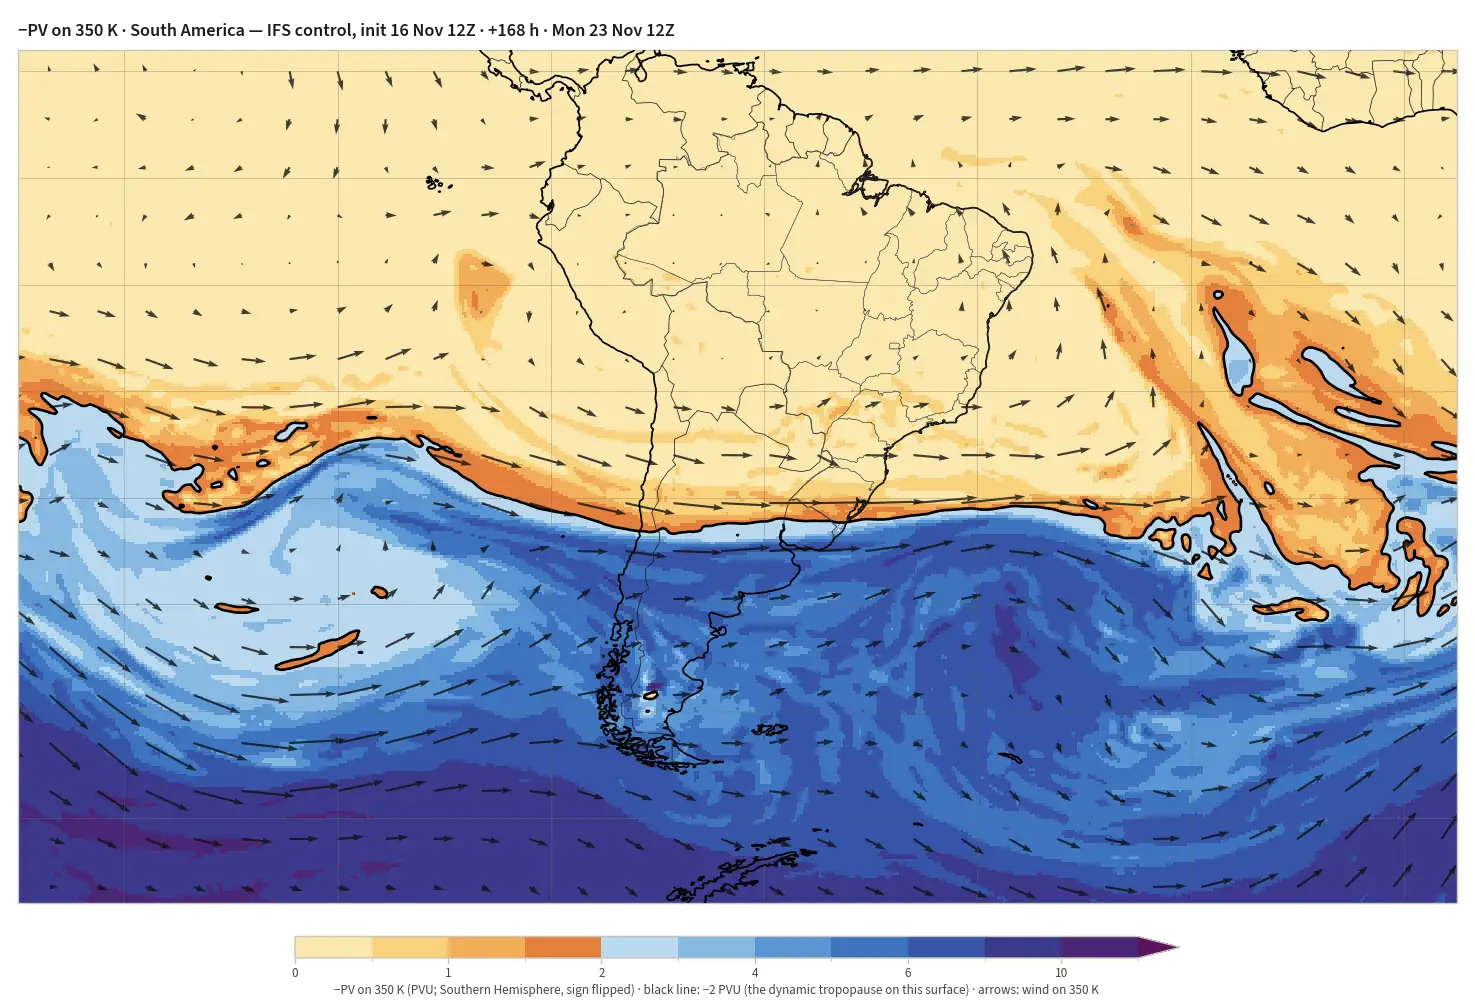 −PV on 350 K · South America — IFS control, init 16 Nov 12Z · +168 h · Mon 23 Nov 12Z
0 1 2 4 6 10
−PV on 350 K (PVU; Southern Hemisphere, sign flipped) · black line: −2 PVU (the dynamic tropopause on this surface) · arrows: wind on 350 K